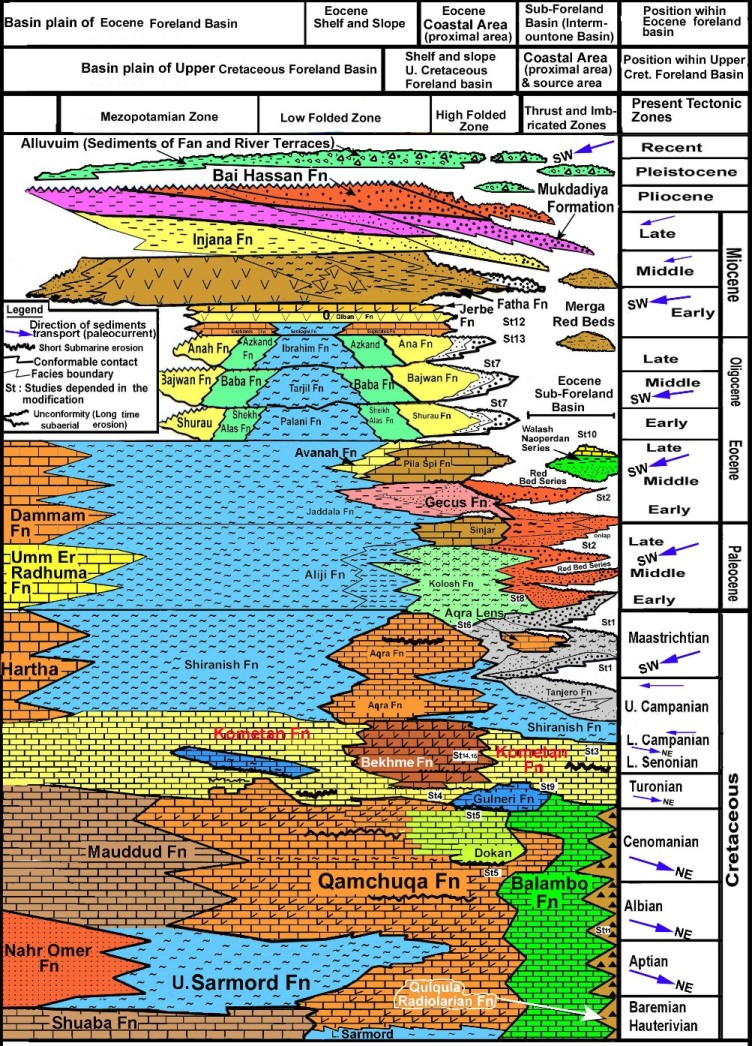 Basin plain of Eocene Foreland Basin
Eocene
Shelf and Slope
Eocene
Coastal Area
(proximal area)
Sub-Foreland
Basin (Interm-
ountone Basin)
Position wihin
Eocene foreland
basin
Basin plain of Upper Cretaceous Foreland Basin
Shelf and slope
U. Cretaceous
Foreland basin
Coastal Area
(proximal area)
& source area
Position wihin Upper
Cret. Foreland Basin
Mezopotamian Zone
Low Folded Zone
High Folded
Zone
Thrust and Imb-
ricated Zones
Present Tectonic
Zones
Alluvuim (Sediments of Fan and River Terraces)
SW
Recent
Pleistocene
Bai Hassan Fn
Mukdadiya
Formation
Pliocene
Injana Fn
Late
Middle
SW
Early
Miocene
Fatha Fn
Jerbe
Fn
Merga
Red Beds
St12
St13
Legend
Direction of sediments
transport (paleocurrent)
Short Submarine erosion
Conformable contact
Facies boundary
St : Studies depended in the
modification
Unconformity (Long time
subaerial erosion)
Anah Fn
Azkand
Fn
Ibrahim Fn
Azkand
Ana Fn
St7
Late
Bajwan Fn
Baba Fn
Tarjil Fn
Baba Fn
Bajwan Fn
St7
Middle
SW
Oligocene
Shurau
Shekh
Alas Fn
Palani Fn
Sheikh
Alas Fn
Shurau Fn
Early
Eocene
Sub-Foreland
Basin
Walash
Naoperdan
Series
St10
Red
Bed Series
Avanah Fn
Pila Spi Fn
Late
SW
Middle
Early
Eocene
Dammam
Fn
Jaddala Fn
Gecus Fn
St2
Sinjar
onlap
St2
Umm Er
Radhuma
Fn
Aliji Fn
Kolosh Fn
Red Bed Series
St8
Late
SW
Middle
Early
Paleocene
Aqra Lens
St6
St1
Hartha
Shiranish Fn
Aqra Fn
St1
Maastrichtian
SW
Aqra Fn
Tanjero Fn
U. Campanian
Shiranish Fn
Kometan Fn
Bekhme Fn
St14,15
Kometan
Fn
St3
L. Campanian
NE
L. Senonian
St4
Gulneri Fn
St9
Turonian
NE
St5
Mauddud Fn
Dokan
St5
Cenomanian
NE
Cretaceous
Qamchuqa Fn
Balambo
Fn
Albian
NE
St11
Nahr Omer
Fn
U.Sarmord Fn
Aptian
NE
Qulqula
Radiolarian Fn
Baremian
Hauterivian
Shuaba Fn
L Sarmord